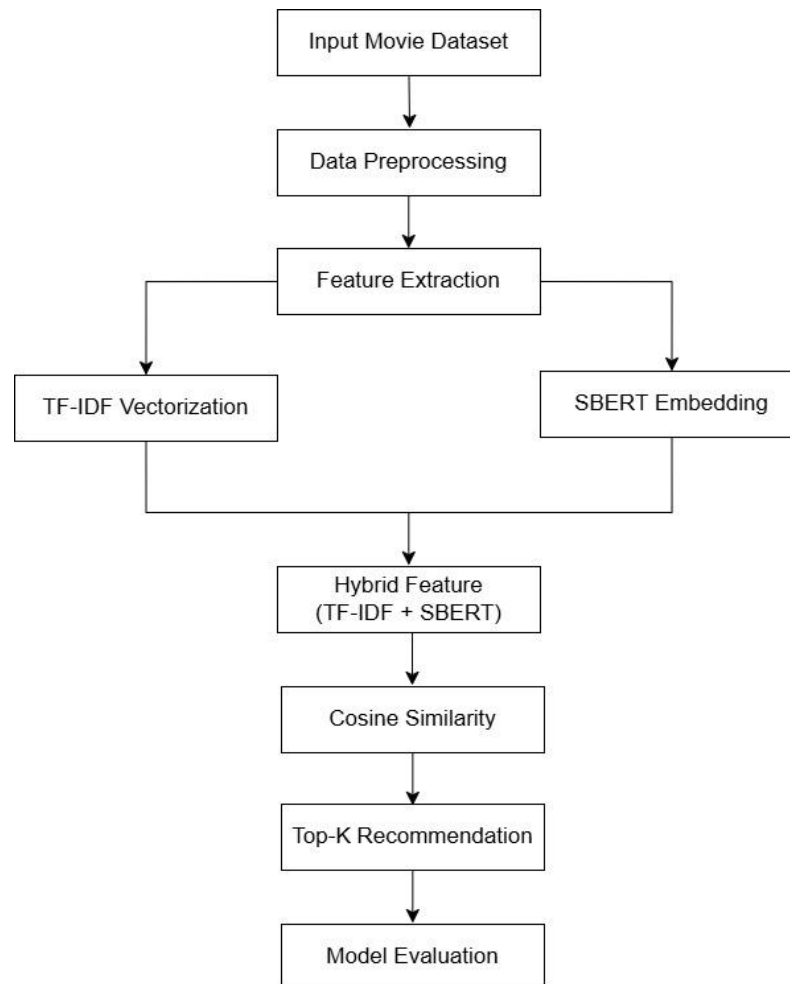 Input Movie Dataset
Data Preprocessing
Feature Extraction
TF-IDF Vectorization
SBERT Embedding
Hybrid Feature
(TF-IDF + SBERT)
Cosine Similarity
Top-K Recommendation
Model Evaluation